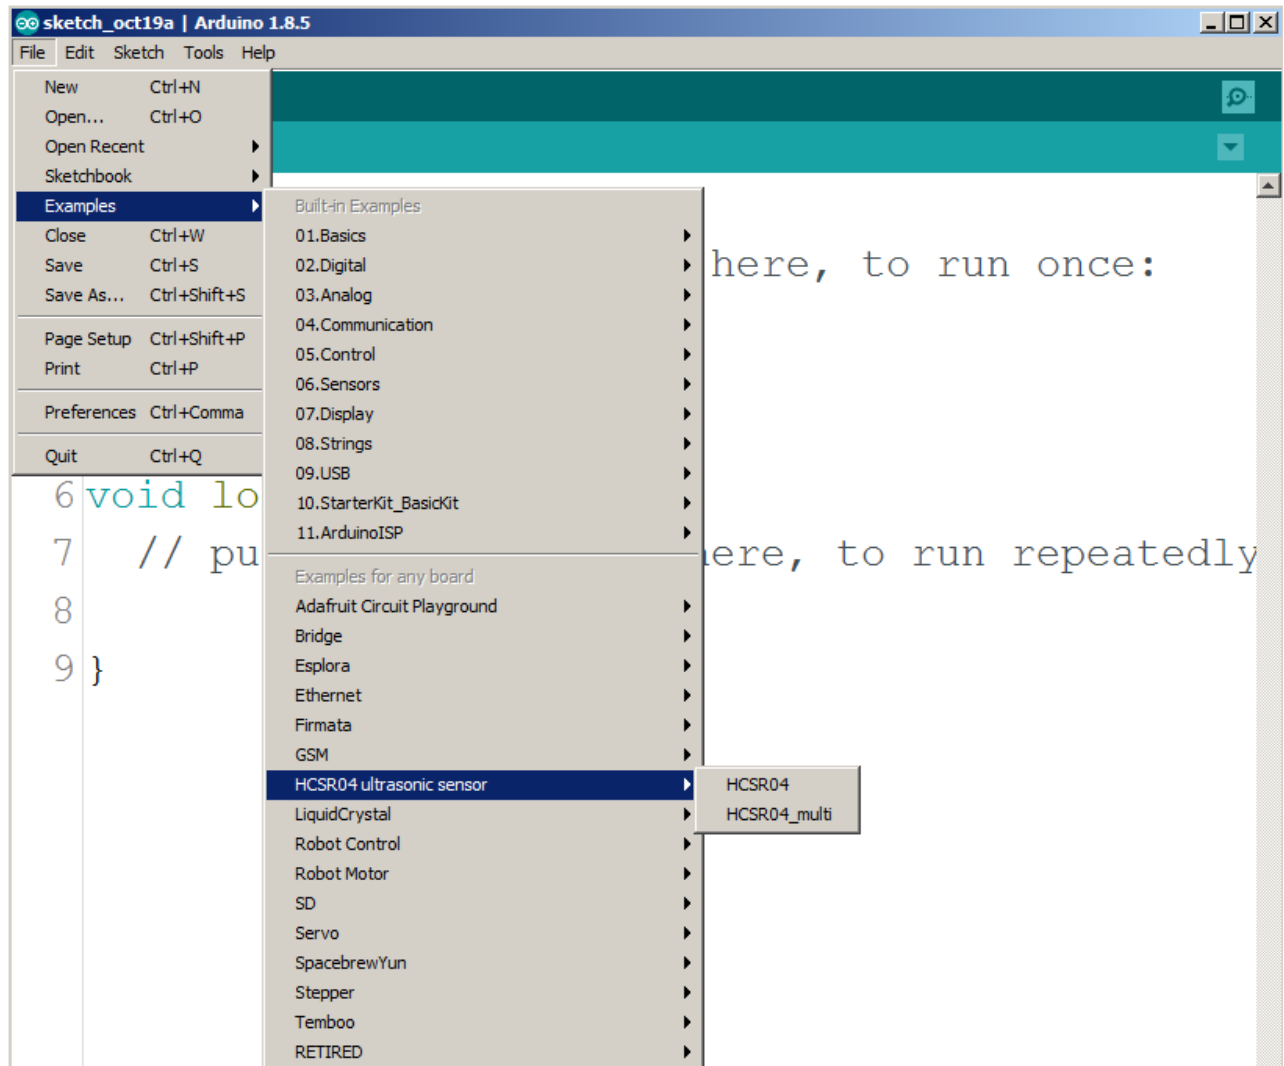 sketch_oct19a | Arduino 1.8.5
File Edit Sketch Tools Help
New Ctrl+N
Open... Ctrl+O
Open Recent
Sketchbook
Examples
Close Ctrl+W
Save Ctrl+S
Save As... Ctrl+Shift+S
Page Setup Ctrl+Shift+P
Print Ctrl+P
Preferences Ctrl+Comma
Quit Ctrl+Q
Built-in Examples
01.Basics
02.Digital
03.Analog
04.Communication
05.Control
06.Sensors
07.Display
08.Strings
09.USB
10.StarterKit_BasicKit
11.ArduinoISP
Examples for any board
Adafruit Circuit Playground
Bridge
Esplora
Ethernet
Firmata
GSM
HCSR04 ultrasonic sensor
LiquidCrystal
Robot Control
Robot Motor
SD
Servo
SpacebrewYun
Stepper
Temboo
RETIRED
HCSR04
HCSR04_multi
here, to run once:
6 void lo
7 // pu ere, to run repeatedly
8
9 }